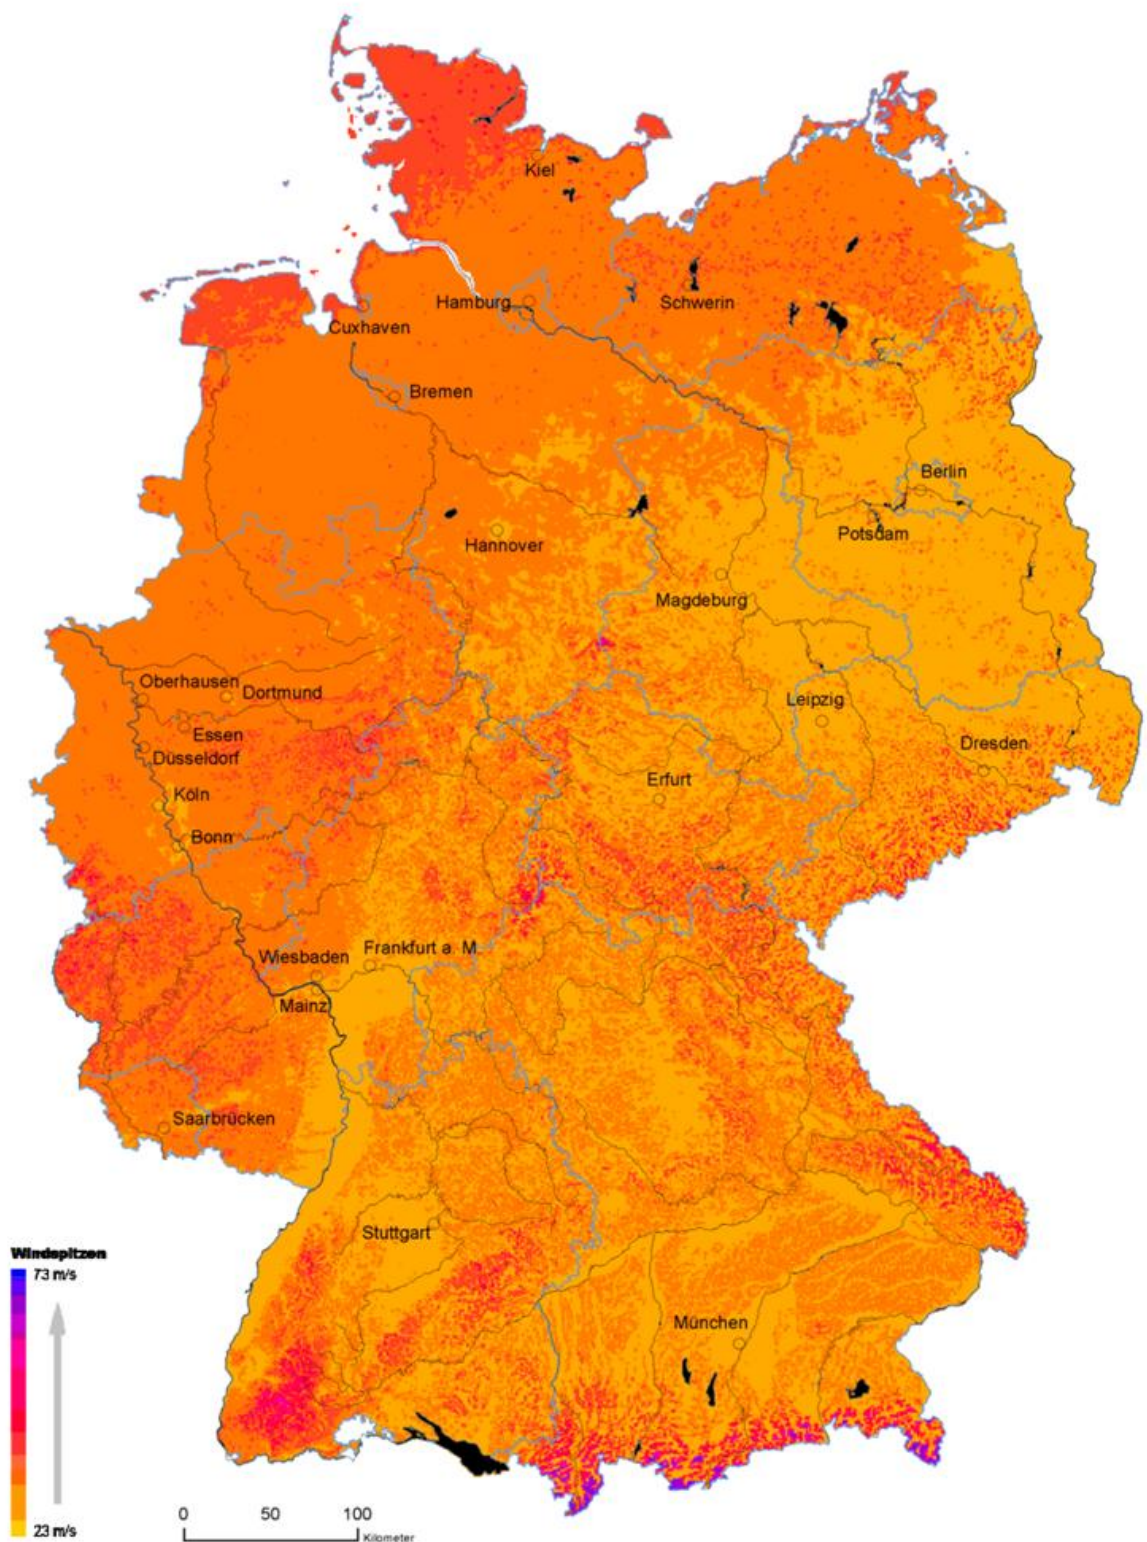 Kiel
Hamburg
Schwerin
Cuxhaven
Bremen
Berlin
Potsdam
Hannover
Magdeburg
Oberhausen
Dortmund
Leipzig
Essen
Düsseldorf
Dresden
Köln
Erfurt
Bonn
Wiesbaden
Frankfurt a. M.
Mainz
Saarbrücken
Stuttgart
München
Windspitzen
73 m/s
23 m/s
0 50 100
Kilometer